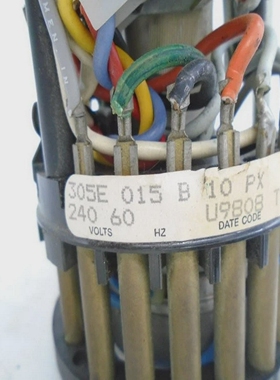 305E 015 B 10 PX
240 60 U9808 T
VOLTS HZ DATE CODE